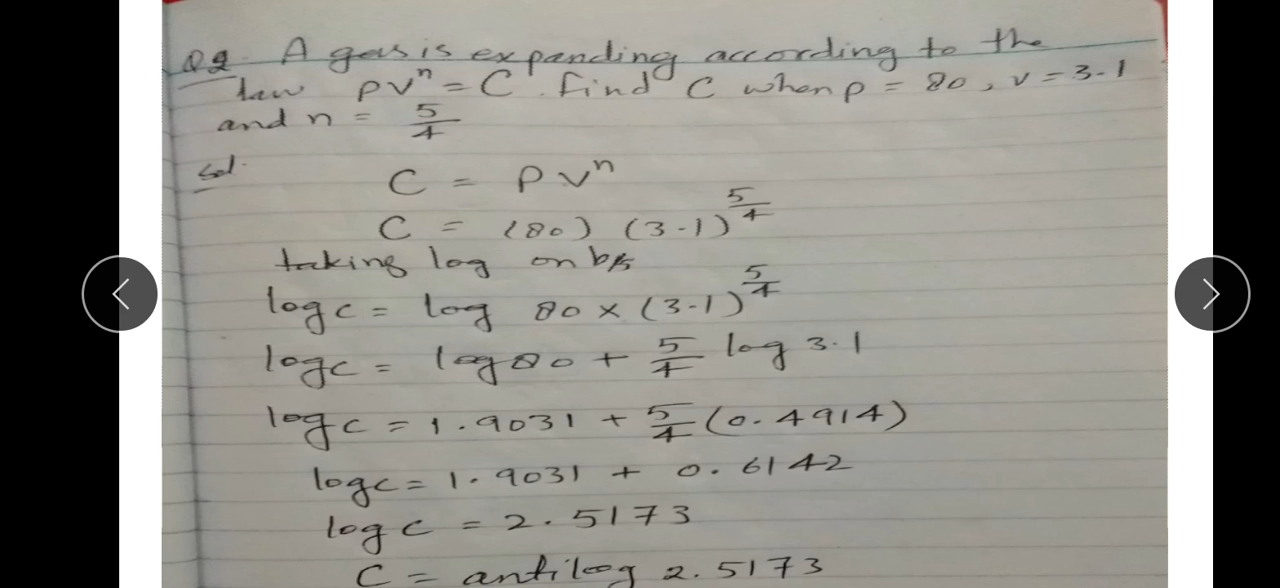 Q2. A gas is expanding according to the
law pvⁿ = C. find C when p = 80, v = 3.1
and n = 5/4
Sol.
C = Pvⁿ
C = (80) (3.1)^5/4
taking log on b/s
log c = log 80 × (3.1)^5/4
log c = log 80 + 5/4 log 3.1
log c = 1.9031 + 5/4 (0.4914)
log c = 1.9031 + 0.6142
log c = 2.5173
C = antilog 2.5173